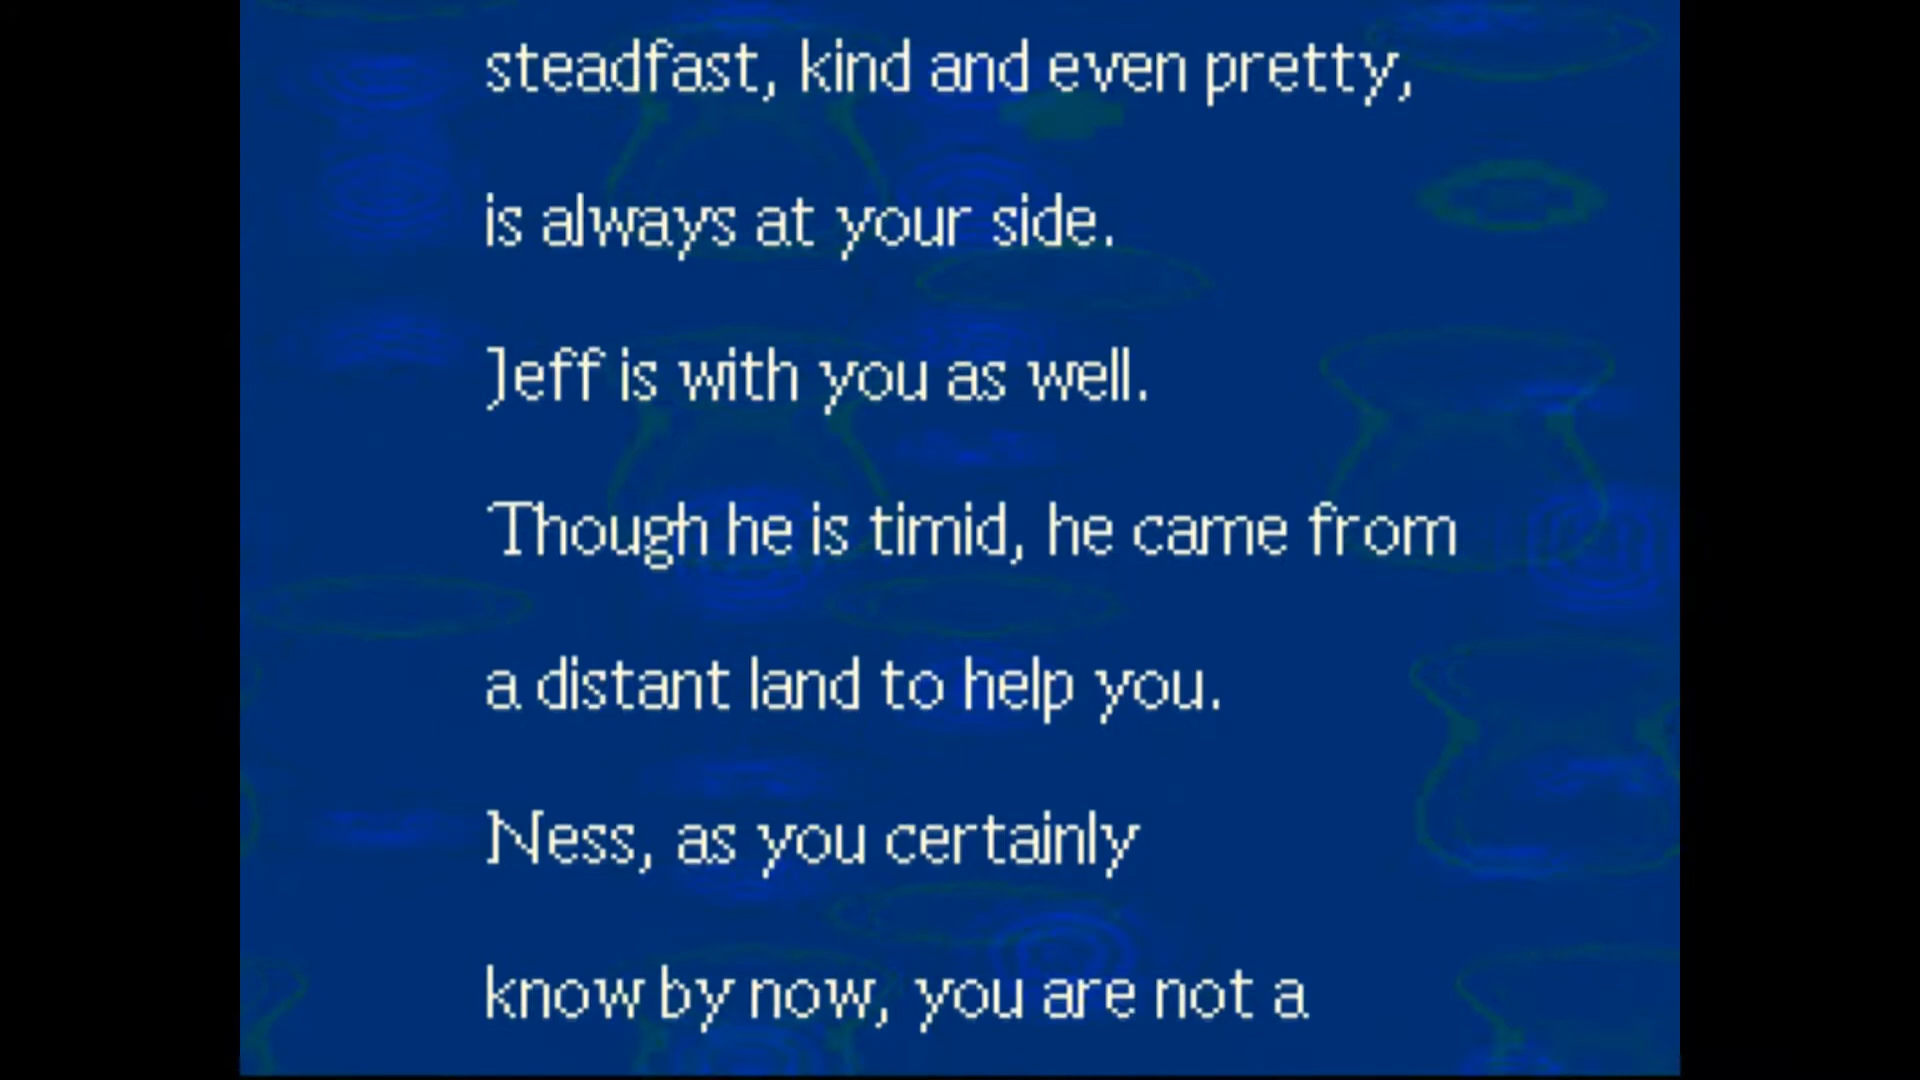 steadfast, kind and even pretty,
is always at your side.
Jeff is with you as well.
Though he is timid, he came from
a distant land to help you.
Ness, as you certainly
know by now, you are not a